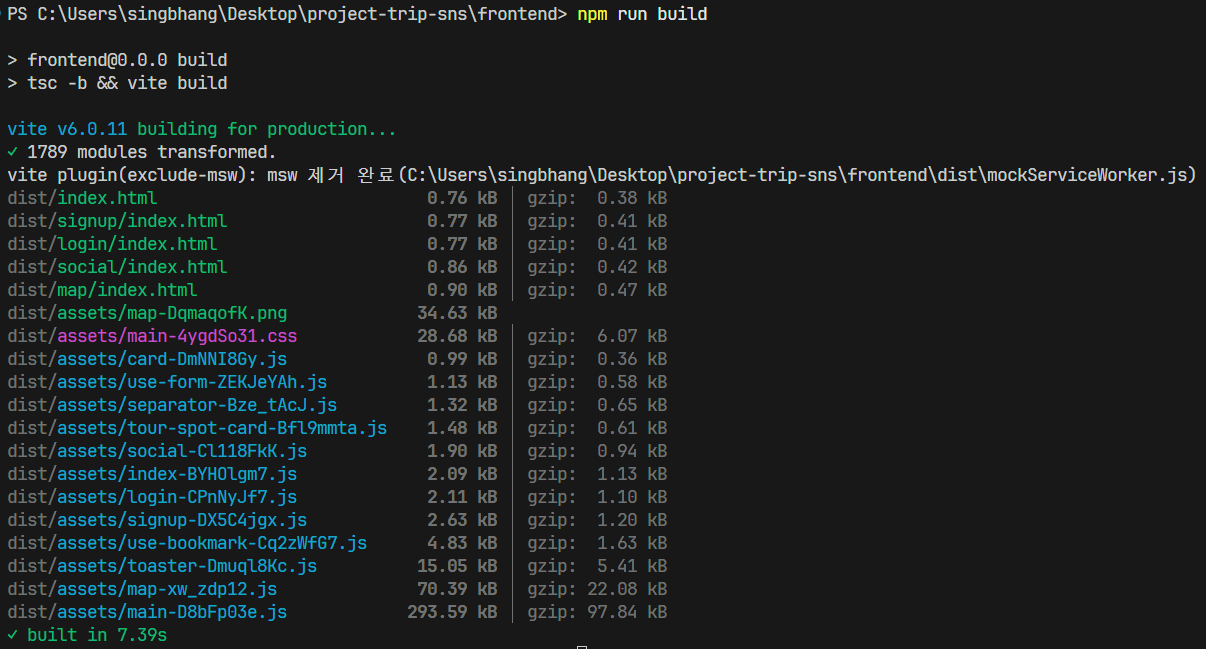 PS C:\Users\singbhang\Desktop\project-trip-sns\frontend> npm run build
> frontend@0.0.0 build
> tsc -b && vite build
vite v6.0.11 building for production...
✓ 1789 modules transformed.
vite plugin(exclude-msw): msw 제거 완료(C:\Users\singbhang\Desktop\project-trip-sns\frontend\dist\mockServiceWorker.js)
dist/index.html 0.76 kB │ gzip: 0.38 kB
dist/signup/index.html 0.77 kB │ gzip: 0.41 kB
dist/login/index.html 0.77 kB │ gzip: 0.41 kB
dist/social/index.html 0.86 kB │ gzip: 0.42 kB
dist/map/index.html 0.90 kB │ gzip: 0.47 kB
dist/assets/map-DqmaqofK.png 34.63 kB
dist/assets/main-4ygdSo31.css 28.68 kB │ gzip: 6.07 kB
dist/assets/card-DmNNI8Gy.js 0.99 kB │ gzip: 0.36 kB
dist/assets/use-form-ZEKJeYAh.js 1.13 kB │ gzip: 0.58 kB
dist/assets/separator-Bze_tAcJ.js 1.32 kB │ gzip: 0.65 kB
dist/assets/tour-spot-card-Bfl9mmta.js 1.48 kB │ gzip: 0.61 kB
dist/assets/social-Cl118FkK.js 1.90 kB │ gzip: 0.94 kB
dist/assets/index-BYHOlgm7.js 2.09 kB │ gzip: 1.13 kB
dist/assets/login-CPnNyJf7.js 2.11 kB │ gzip: 1.10 kB
dist/assets/signup-DX5C4jgx.js 2.63 kB │ gzip: 1.20 kB
dist/assets/use-bookmark-Cq2zWfG7.js 4.83 kB │ gzip: 1.63 kB
dist/assets/toaster-Dmuql8Kc.js 15.05 kB │ gzip: 5.41 kB
dist/assets/map-xw_zdp12.js 70.39 kB │ gzip: 22.08 kB
dist/assets/main-D8bFp03e.js 293.59 kB │ gzip: 97.84 kB
✓ built in 7.39s